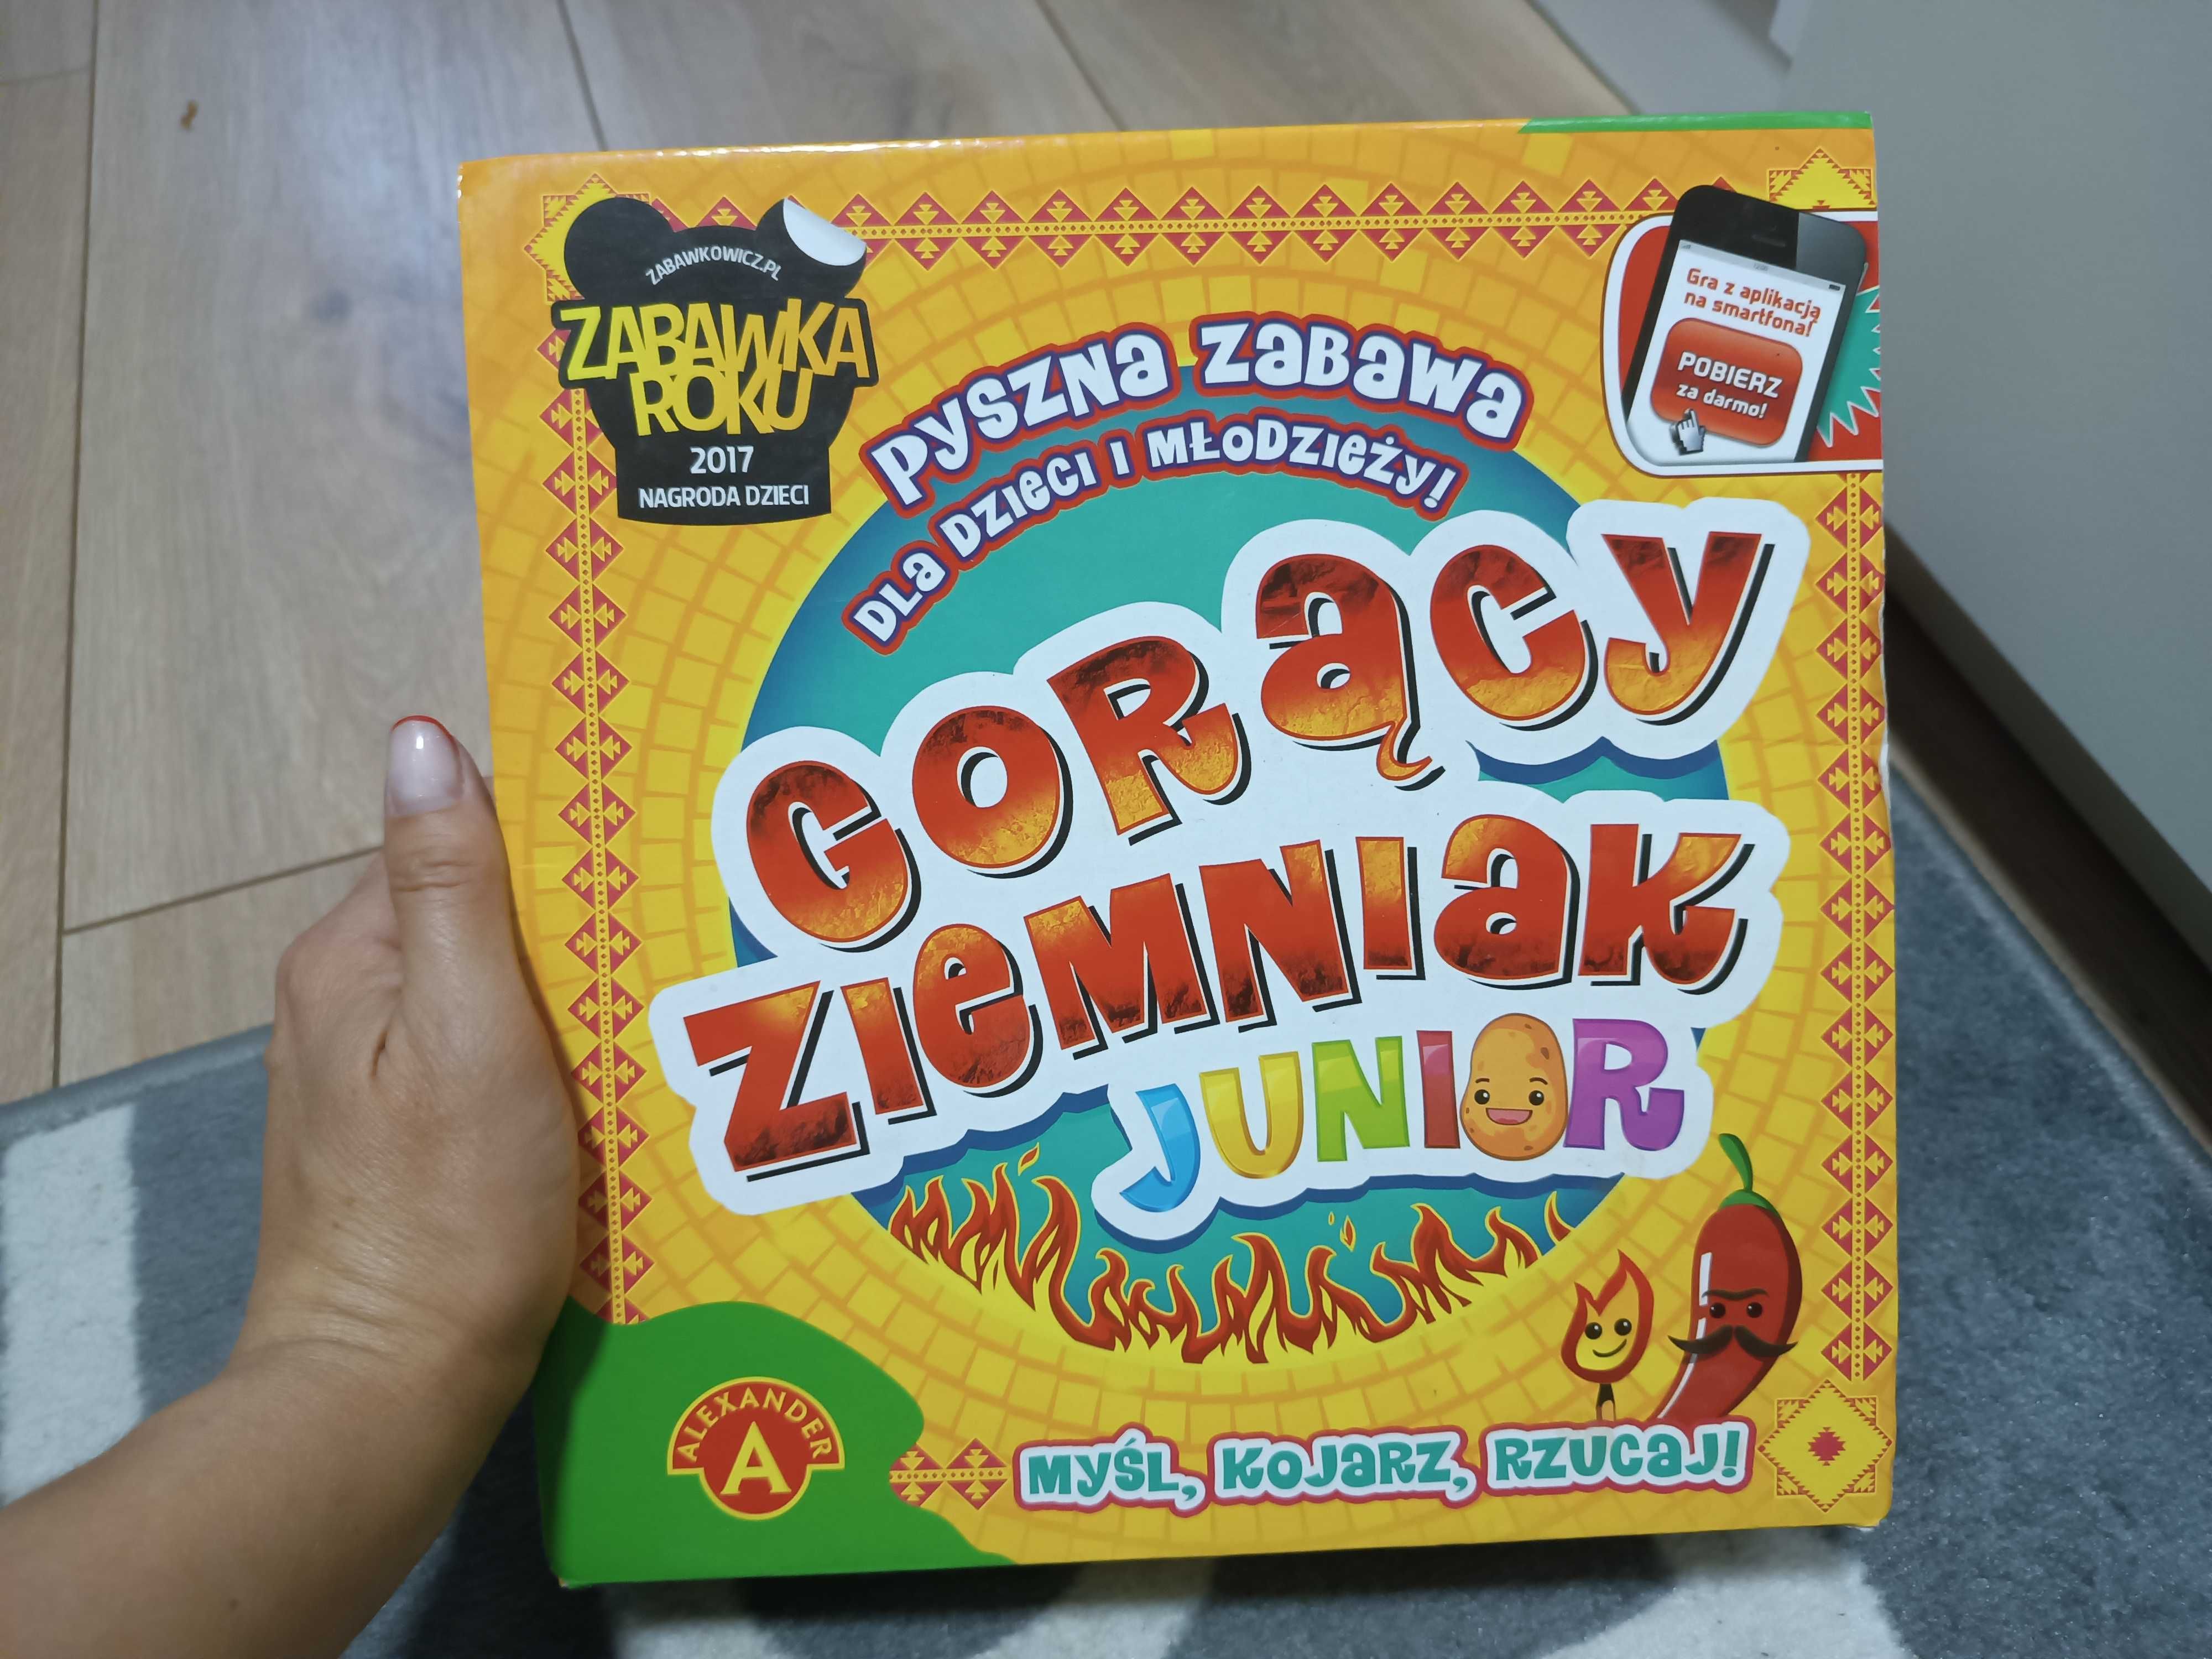 ZABAWKOWICZ.PL
ZABAWKA
ROKU
2017
NAGRODA DZIECI
Gra z aplikacją
na smartfona!
POBIERZ
za darmo!
PYSZNA ZABAWA
DLA DZIECI I MŁODZIEŻY!
GORĄCY
ZIEMNIAK
JUNIOR
ALEXANDER
A
MYŚL, KOJARZ, RZUCAJ!